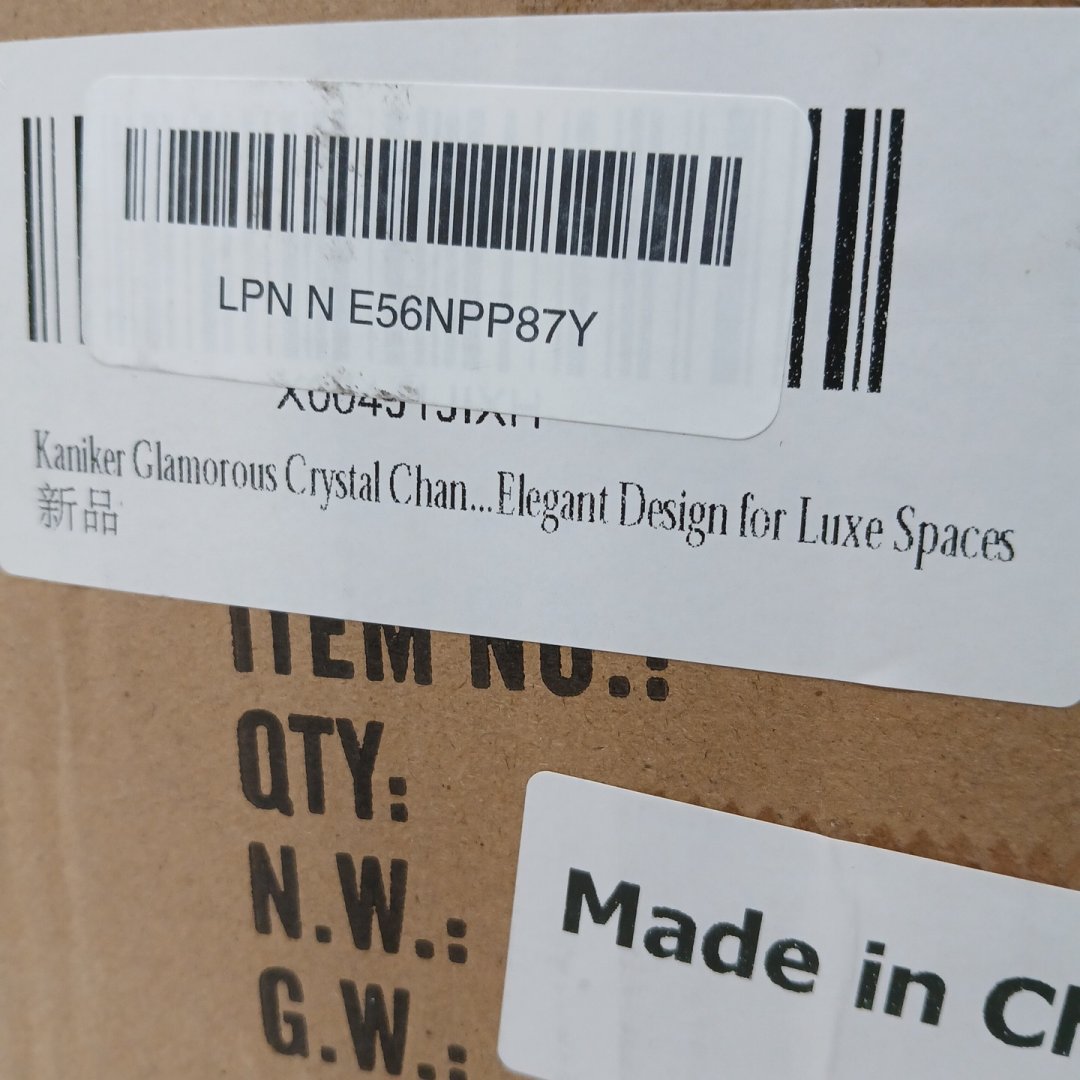 LPN N E56NPP87Y
Kaniker Glamorous Crystal Chan...Elegant Design for Luxe Spaces
新品
ITEM NO.:
QTY:
N.W.:
G.W.:
Made in